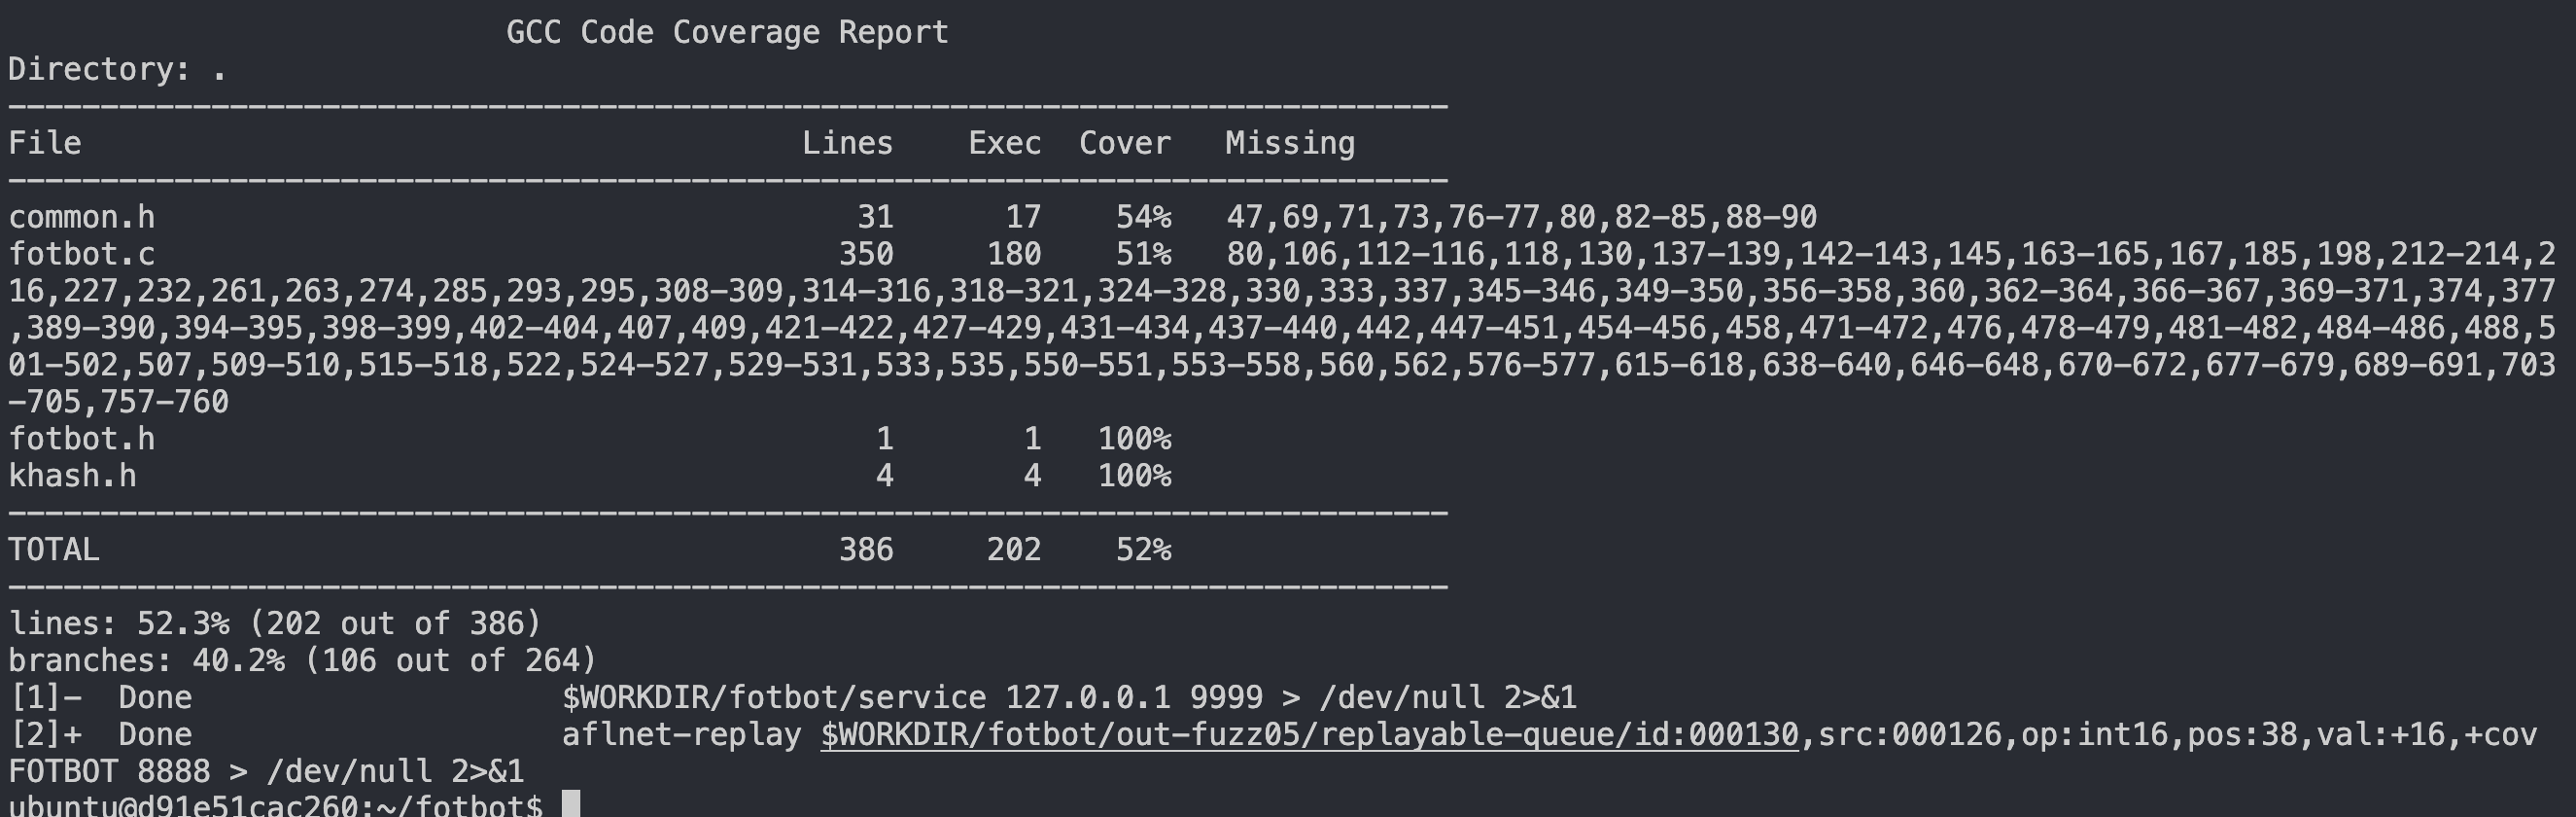 GCC Code Coverage Report
Directory: .
------------------------------------------------------------------------------
File                                       Lines    Exec  Cover   Missing
------------------------------------------------------------------------------
common.h                                      31      17    54%   47,69,71,73,76-77,80,82-85,88-90
fotbot.c                                     350     180    51%   80,106,112-116,118,130,137-139,142-143,145,163-165,167,185,198,212-214,2
16,227,232,261,263,274,285,293,295,308-309,314-316,318-321,324-328,330,333,337,345-346,349-350,356-358,360,362-364,366-367,369-371,374,377
,389-390,394-395,398-399,402-404,407,409,421-422,427-429,431-434,437-440,442,447-451,454-456,458,471-472,476,478-479,481-482,484-486,488,5
01-502,507,509-510,515-518,522,524-527,529-531,533,535,550-551,553-558,560,562,576-577,615-618,638-640,646-648,670-672,677-679,689-691,703
-705,757-760
fotbot.h                                       1       1   100%
khash.h                                        4       4   100%
------------------------------------------------------------------------------
TOTAL                                        386     202    52%
------------------------------------------------------------------------------
lines: 52.3% (202 out of 386)
branches: 40.2% (106 out of 264)
[1]-  Done                    $WORKDIR/fotbot/service 127.0.0.1 9999 > /dev/null 2>&1
[2]+  Done                    aflnet-replay $WORKDIR/fotbot/out-fuzz05/replayable-queue/id:000130,src:000126,op:int16,pos:38,val:+16,+cov
FOTBOT 8888 > /dev/null 2>&1
ubuntu@d91e51cac260:~/fotbot$